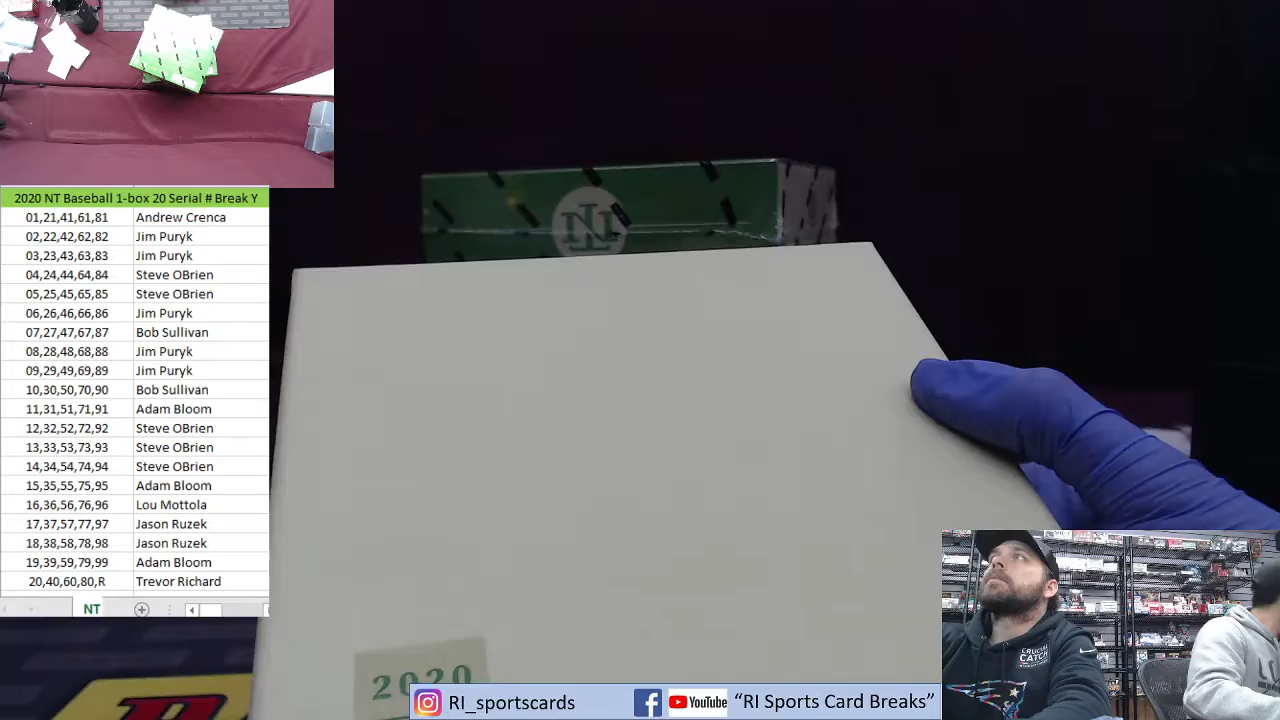 2020 NT Baseball 1-box 20 Serial # Break Y
01,21,41,61,81 Andrew Crenca
02,22,42,62,82 Jim Puryk
03,23,43,63,83 Jim Puryk
04,24,44,64,84 Steve OBrien
05,25,45,65,85 Steve OBrien
06,26,46,66,86 Jim Puryk
07,27,47,67,87 Bob Sullivan
08,28,48,68,88 Jim Puryk
09,29,49,69,89 Jim Puryk
10,30,50,70,90 Bob Sullivan
11,31,51,71,91 Adam Bloom
12,32,52,72,92 Steve OBrien
13,33,53,73,93 Steve OBrien
14,34,54,74,94 Steve OBrien
15,35,55,75,95 Adam Bloom
16,36,56,76,96 Lou Mottola
17,37,57,77,97 Jason Ruzek
18,38,58,78,98 Jason Ruzek
19,39,59,79,99 Adam Bloom
20,40,60,80,R Trevor Richard
NT
NT
2020
CRUCIAL
CATCH
RI_sportscards
YouTube
"RI Sports Card Breaks"